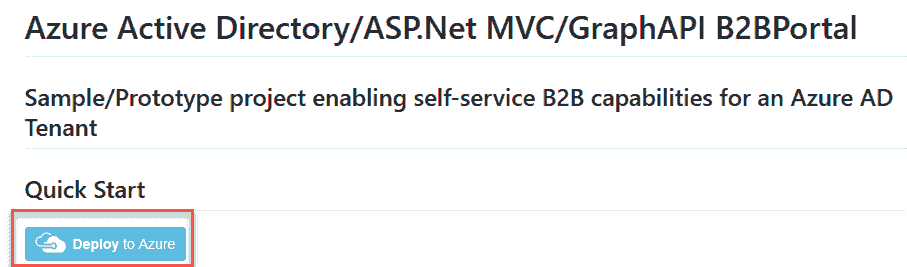 Azure Active Directory/ASP.Net MVC/GraphAPI B2BPortal
Sample/Prototype project enabling self-service B2B capabilities for an Azure AD
Tenant
Quick Start
Deploy to Azure